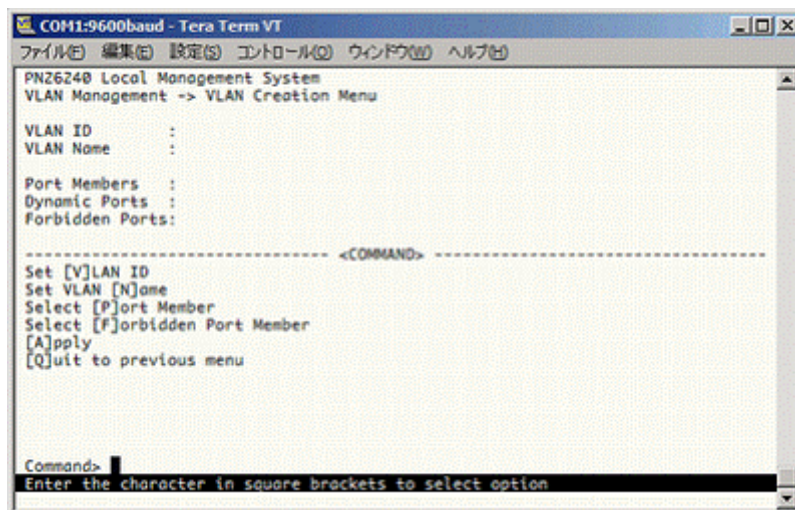 COM1:9600baud - Tera Term VT
ファイル(F) 編集(E) 設定(S) コントロール(O) ウィンドウ(W) ヘルプ(H)
PN26240 Local Management System
VLAN Management -> VLAN Creation Menu
VLAN ID :
VLAN Name :
Port Members :
Dynamic Ports :
Forbidden Ports:
-------------------------------- <COMMAND> -----------------------------------
Set [V]LAN ID
Set VLAN [N]ame
Select [P]ort Member
Select [F]orbidden Port Member
[A]pply
[Q]uit to previous menu
Command>
Enter the character in square brackets to select option